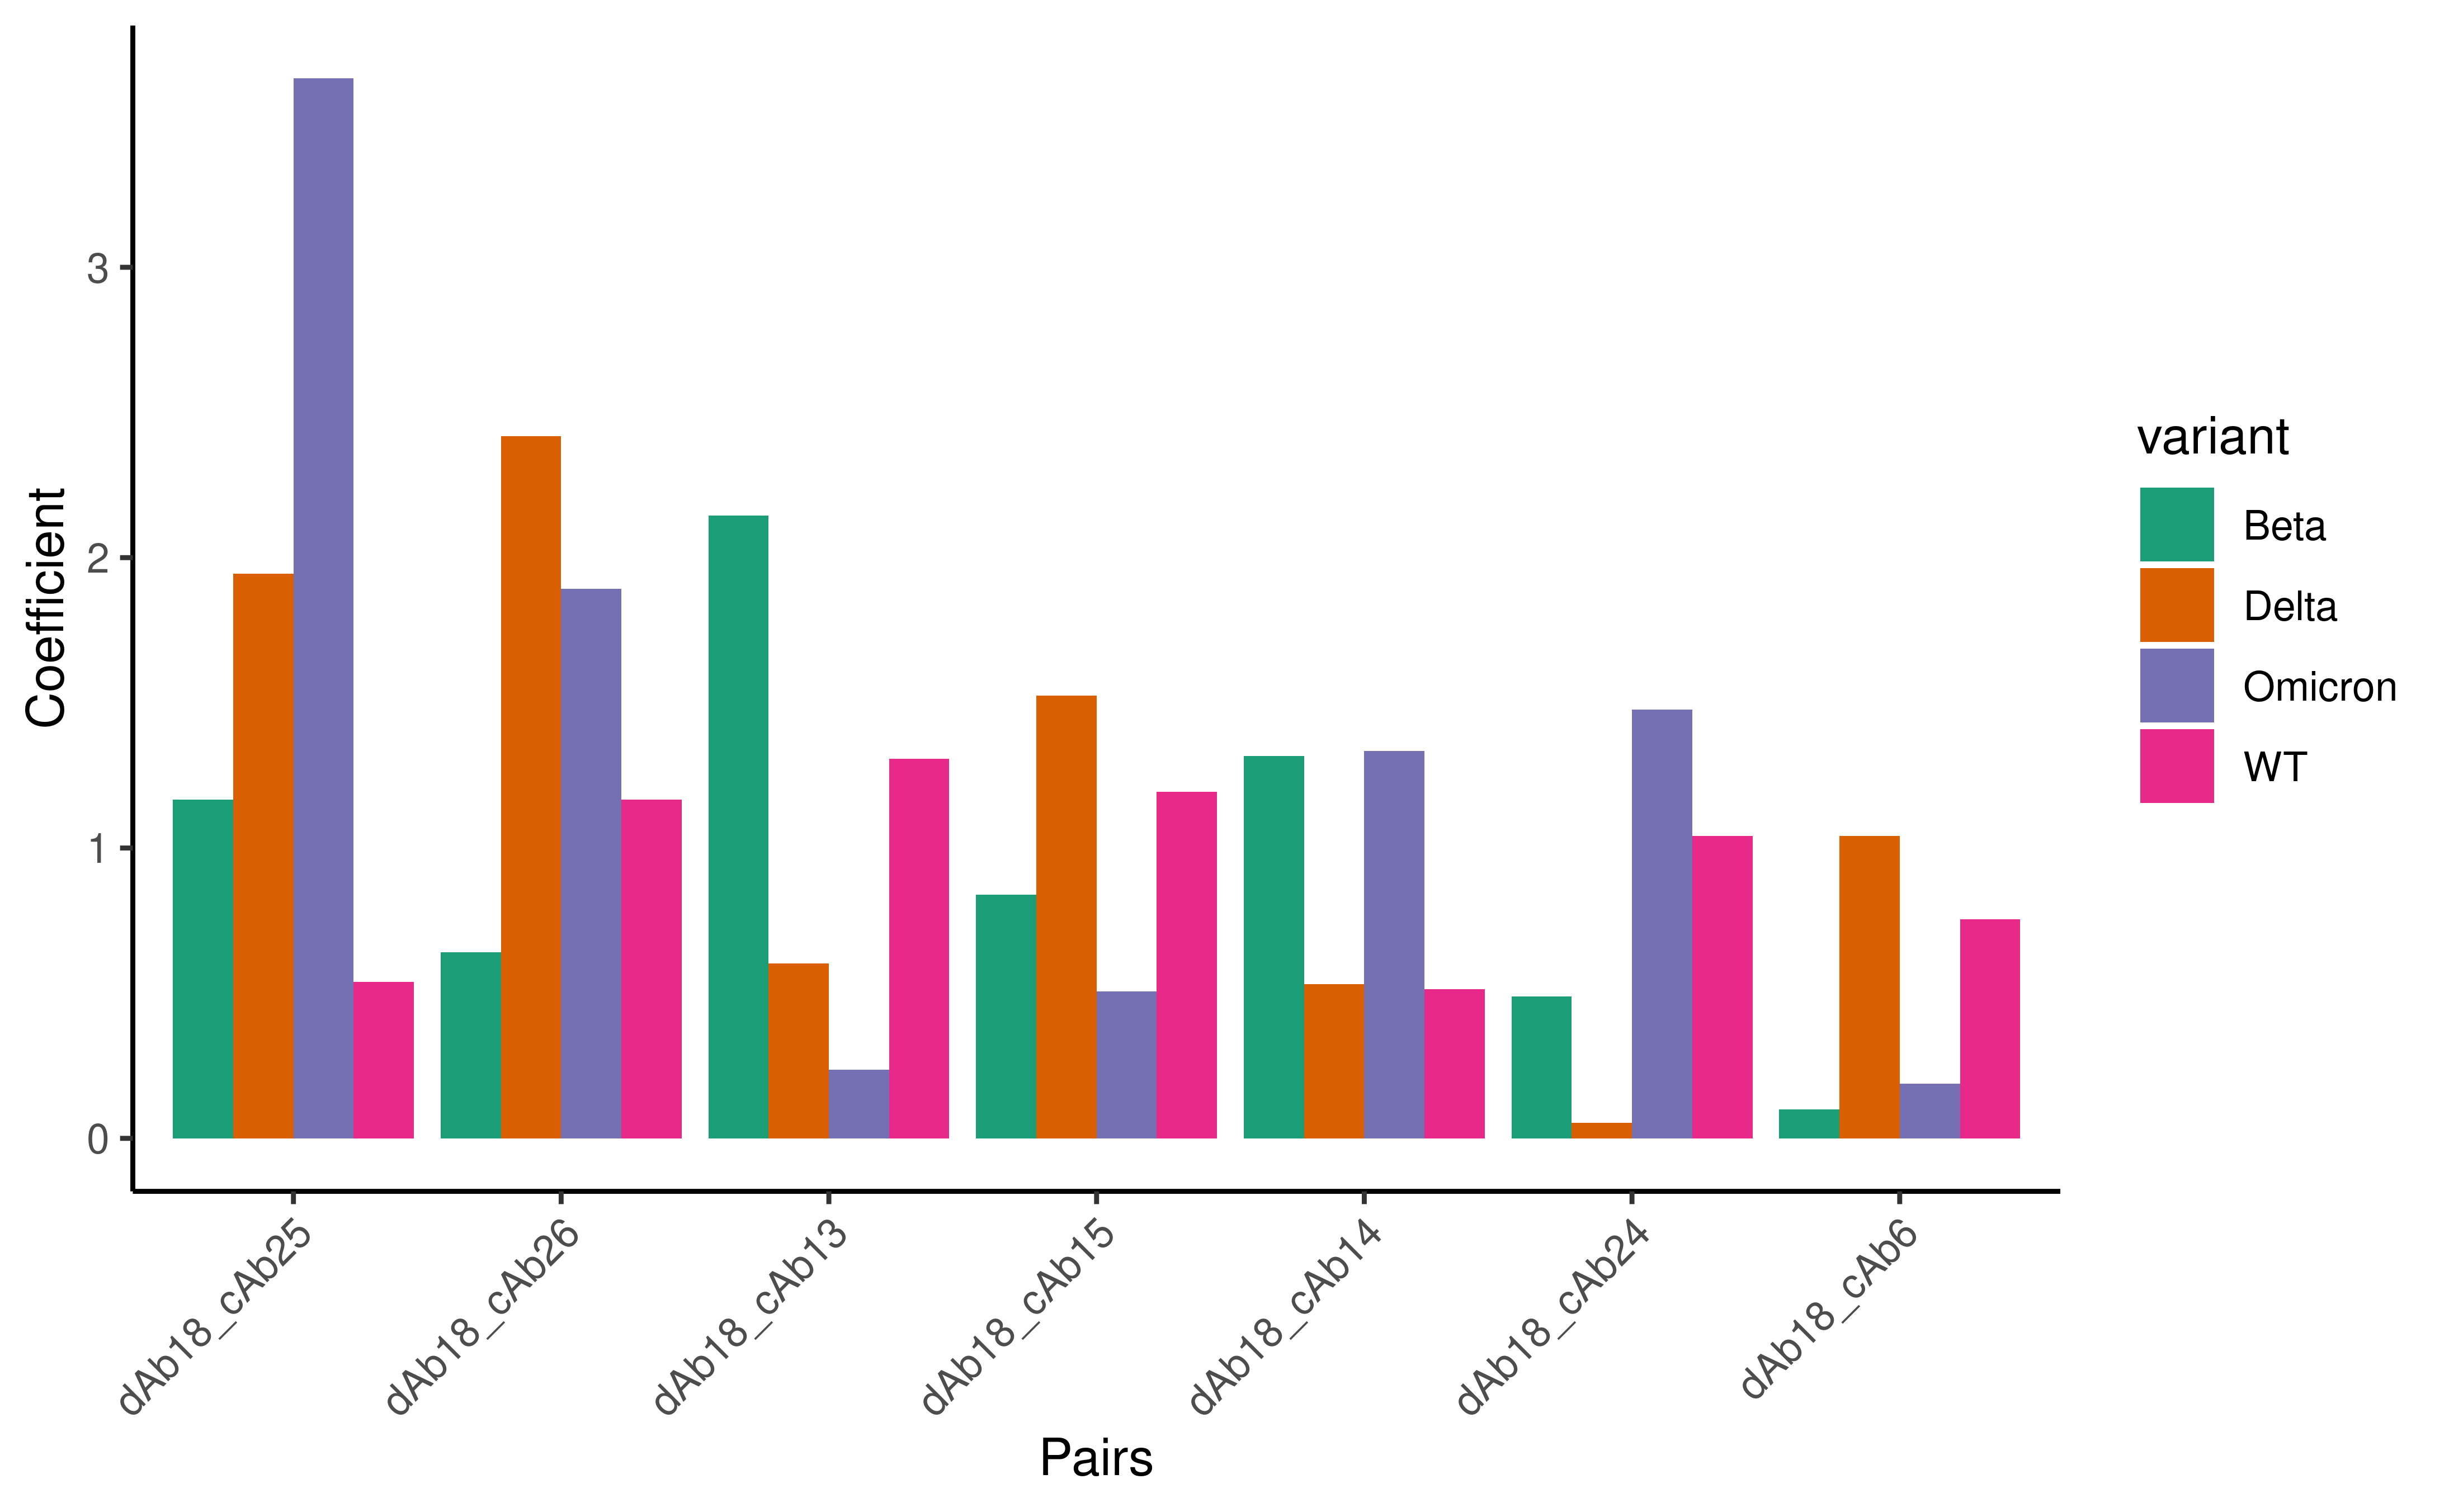 Coefficient
3
2
1
0
dAb18_cAb25
dAb18_cAb26
dAb18_cAb13
dAb18_cAb15
dAb18_cAb14
dAb18_cAb24
dAb18_cAb6
Pairs
variant
Beta
Delta
Omicron
WT